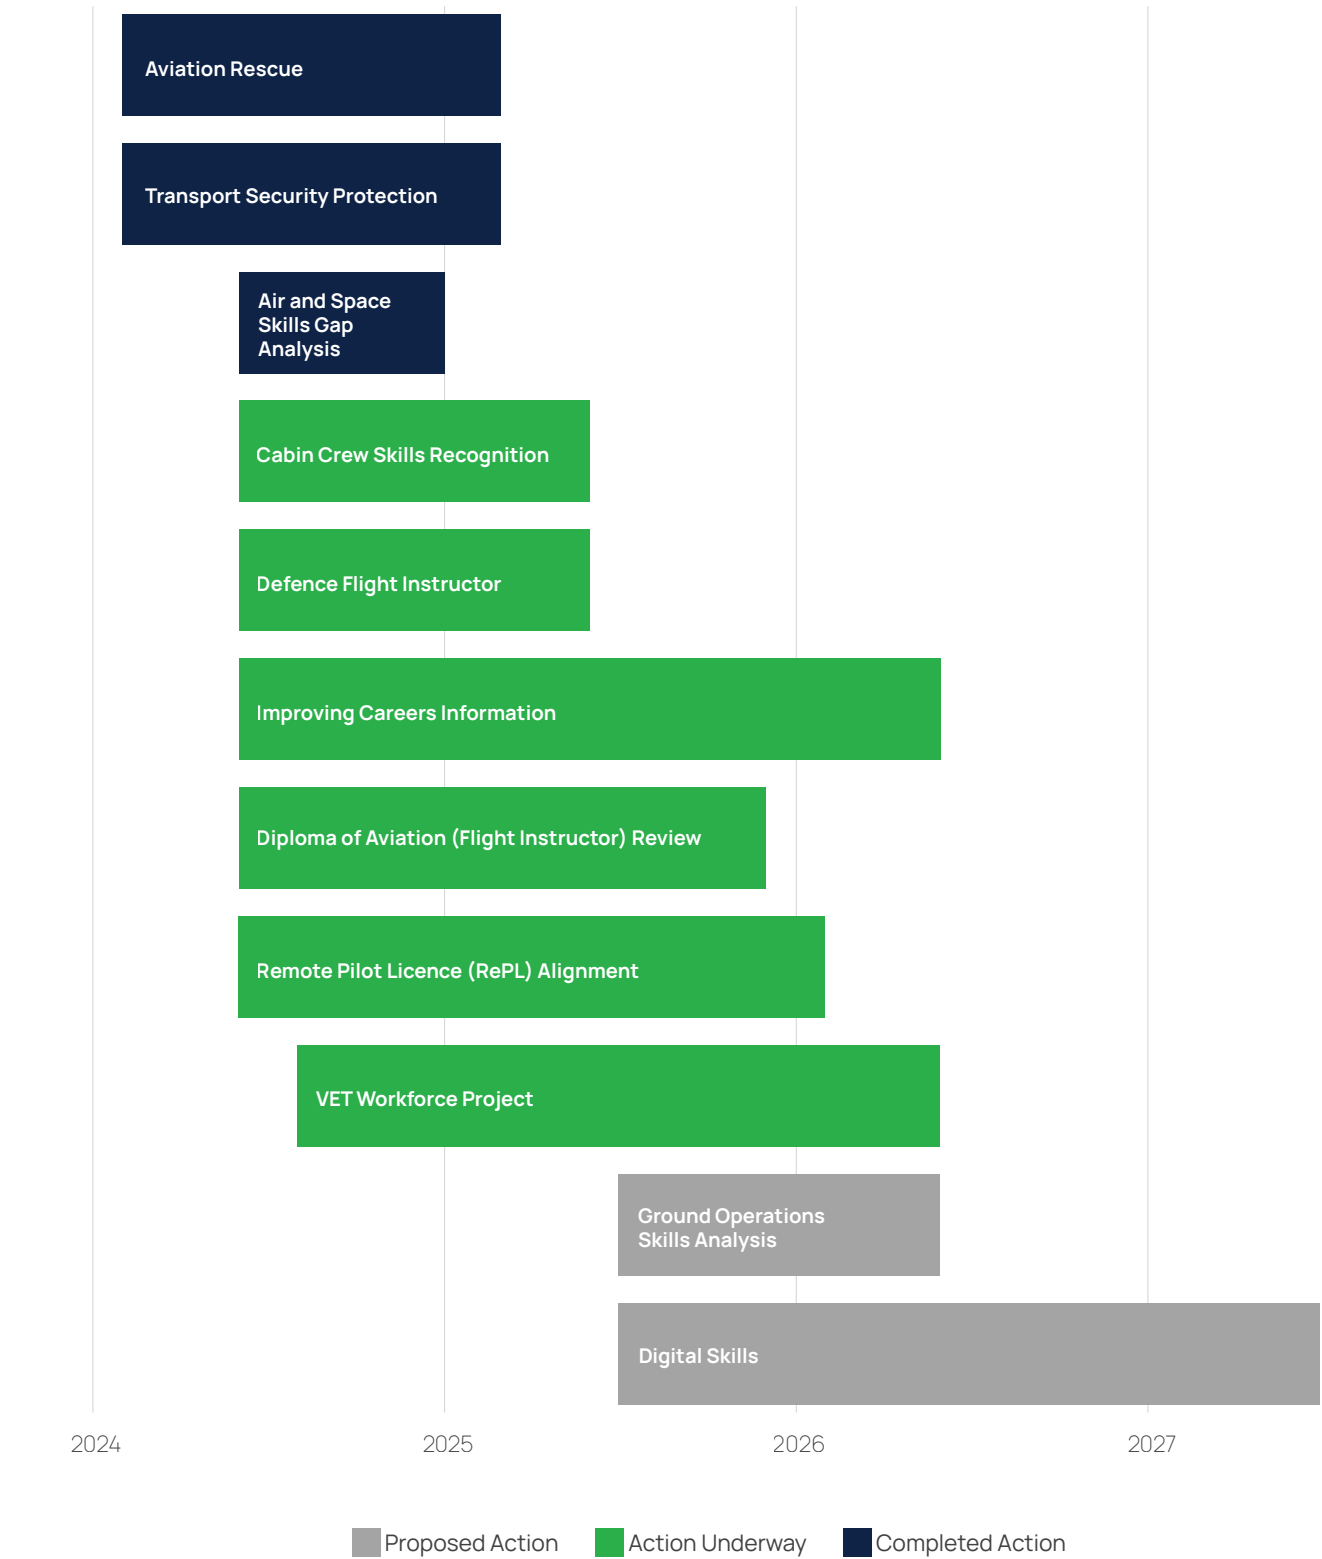 Aviation Rescue
Transport Security Protection
Air and Space
Skills Gap
Analysis
Cabin Crew Skills Recognition
Defence Flight Instructor
Improving Careers Information
Diploma of Aviation (Flight Instructor) Review
Remote Pilot Licence (RePL) Alignment
VET Workforce Project
Ground Operations
Skills Analysis
Digital Skills
2024 2025 2026 2027
Proposed Action Action Underway Completed Action